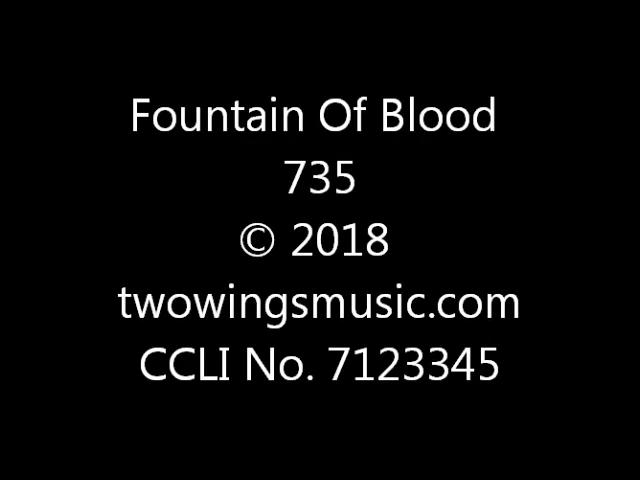 Fountain Of Blood
735
© 2018
twowingsmusic.com
CCLI No. 7123345